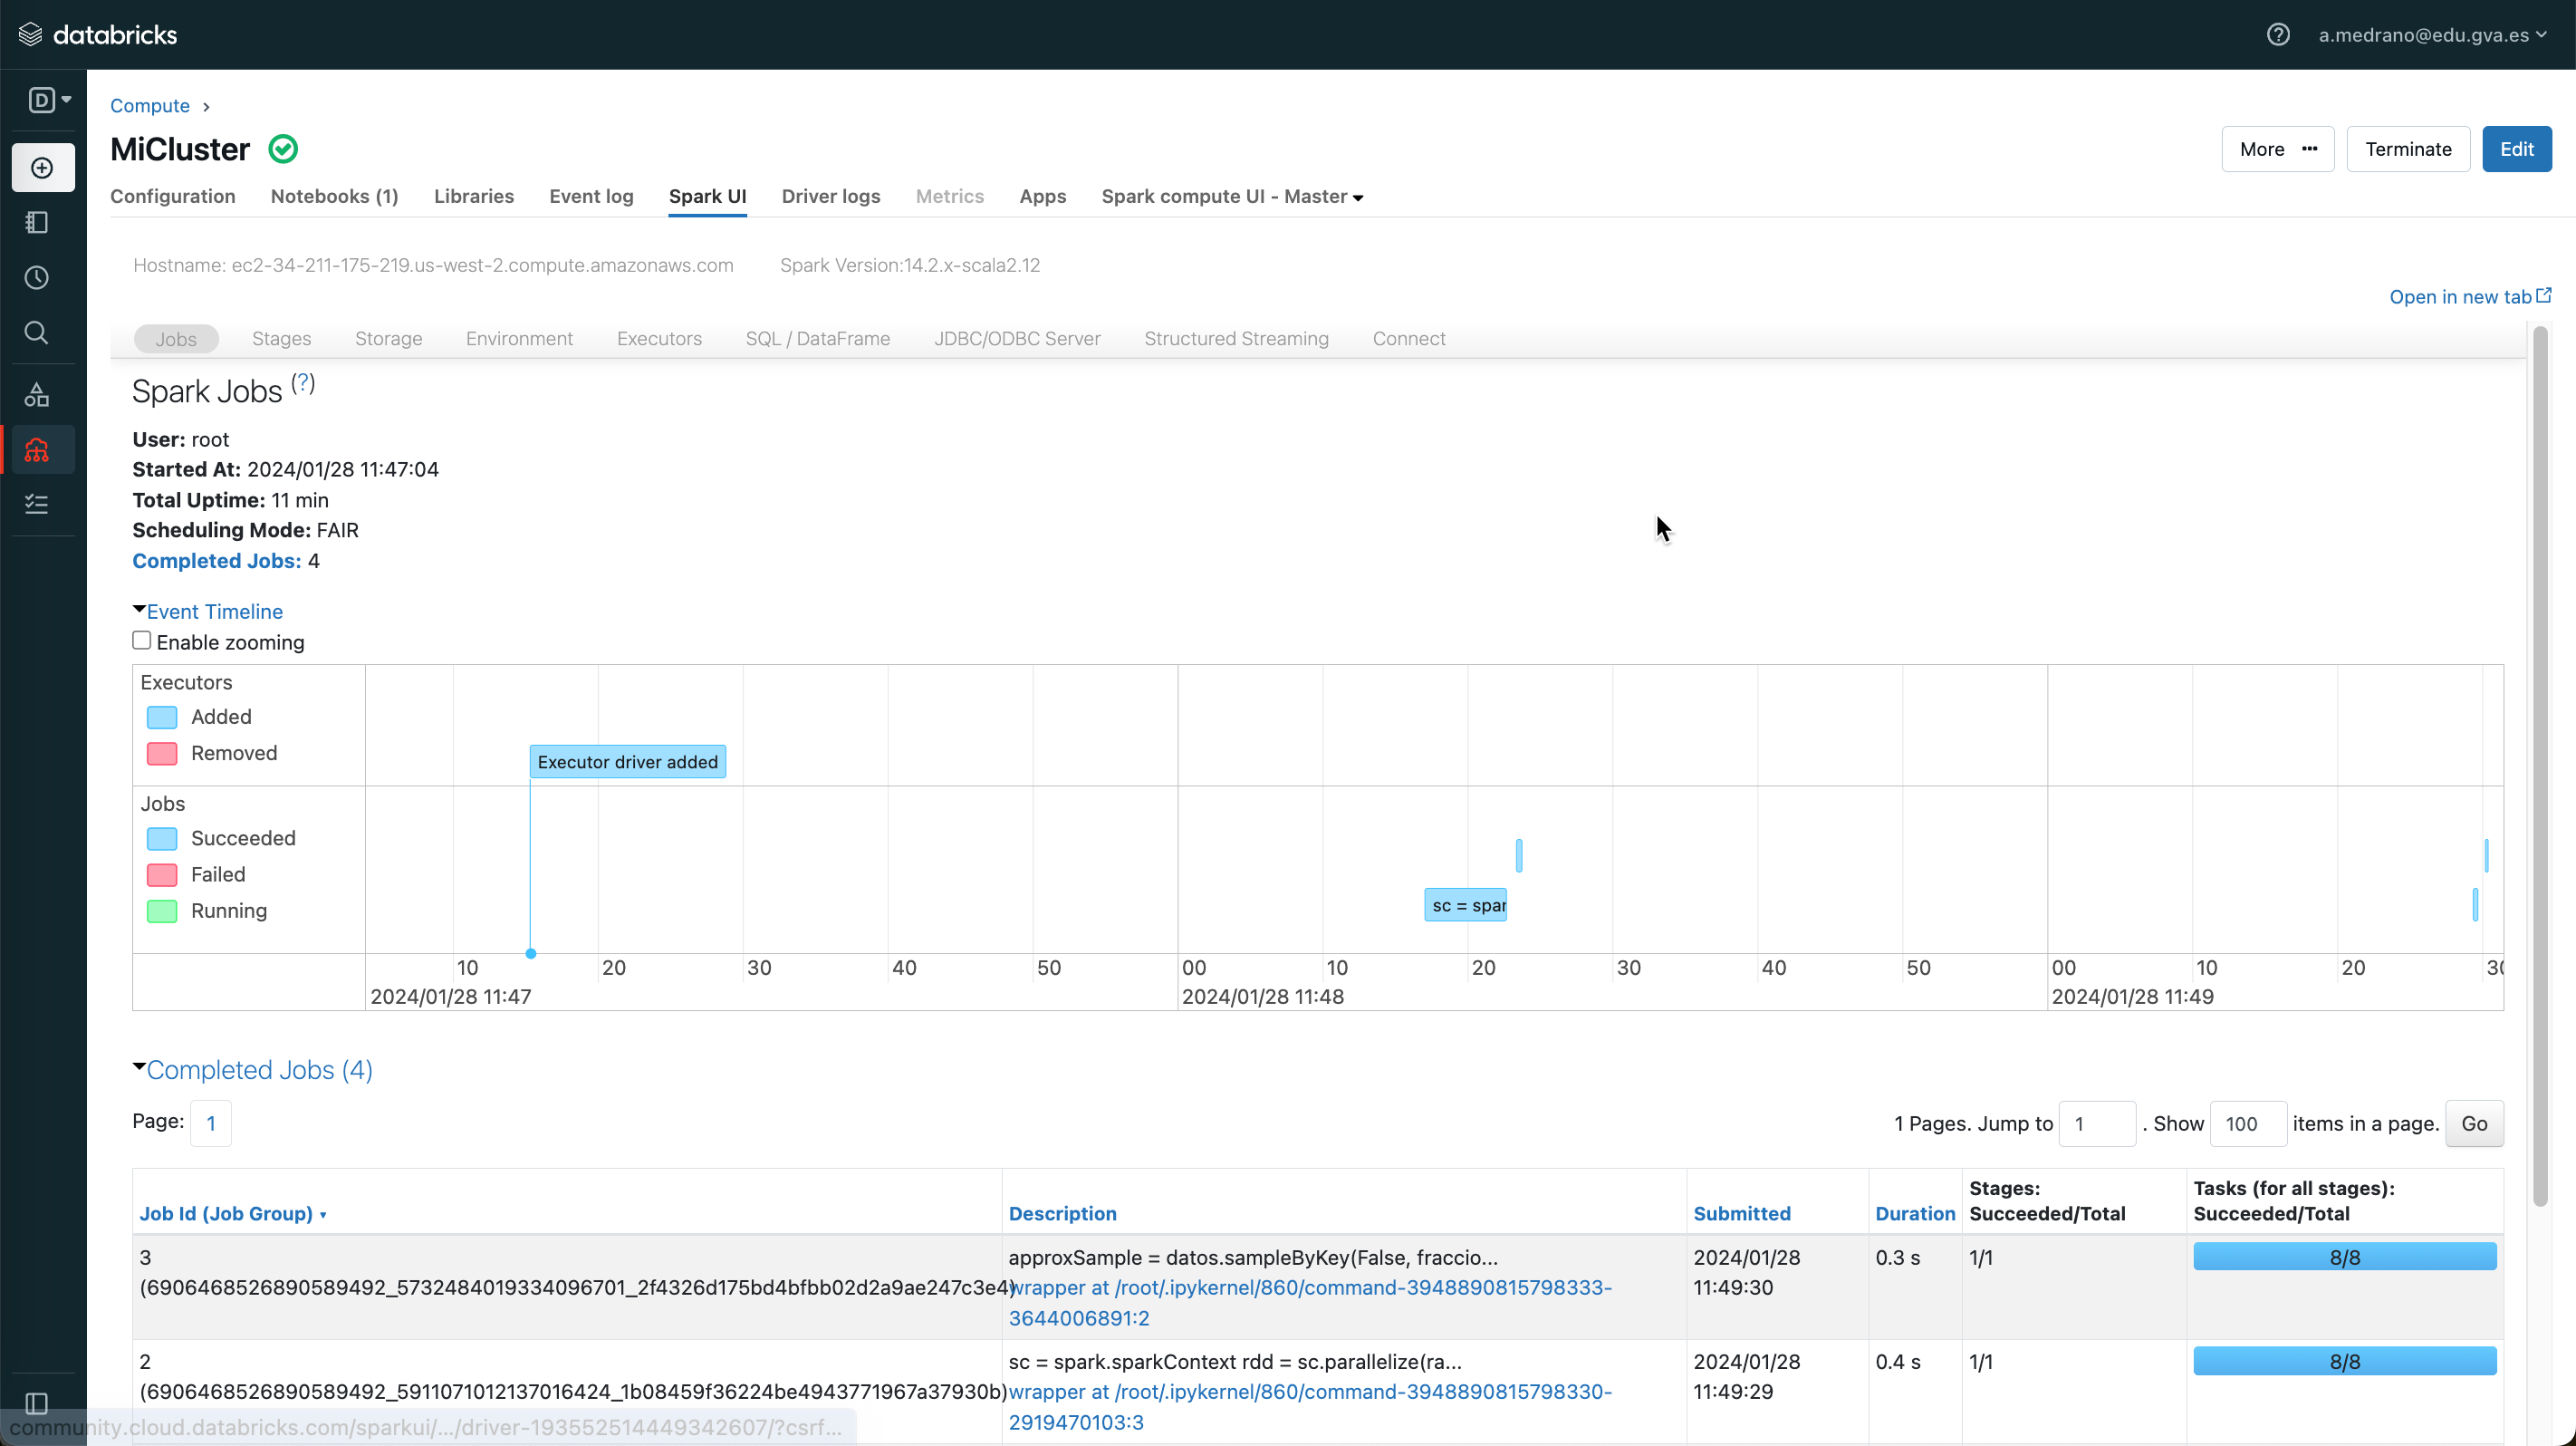 databricks
a.medrano@edu.gva.es
D
Compute >
MiCluster
More ··· Terminate Edit
Configuration Notebooks (1) Libraries Event log Spark UI Driver logs Metrics Apps Spark compute UI - Master
Hostname: ec2-34-211-175-219.us-west-2.compute.amazonaws.com Spark Version:14.2.x-scala2.12
Open in new tab
Jobs Stages Storage Environment Executors SQL / DataFrame JDBC/ODBC Server Structured Streaming Connect
Spark Jobs (?)
User: root
Started At: 2024/01/28 11:47:04
Total Uptime: 11 min
Scheduling Mode: FAIR
Completed Jobs: 4
Event Timeline
Enable zooming
Executors
Added
Removed
Executor driver added
Jobs
Succeeded
Failed
Running
sc = spar
10 20 30 40 50 00 10 20 30 40 50 00 10 20 30
2024/01/28 11:47 2024/01/28 11:48 2024/01/28 11:49
Completed Jobs (4)
Page: 1
1 Pages. Jump to 1 . Show 100 items in a page. Go
Job Id (Job Group) ▾ Description Submitted Duration Stages: Succeeded/Total Tasks (for all stages): Succeeded/Total
3 approxSample = datos.sampleByKey(False, fraccio... 2024/01/28 0.3 s 1/1 8/8
(6906468526890589492_5732484019334096701_2f4326d175bd4bfbb02d2a9ae247c3e4) wrapper at /root/.ipykernel/860/command-3948890815798333- 11:49:30
3644006891:2
2 sc = spark.sparkContext rdd = sc.parallelize(ra... 2024/01/28 0.4 s 1/1 8/8
(6906468526890589492_5911071012137016424_1b08459f36224be4943771967a37930b) wrapper at /root/.ipykernel/860/command-3948890815798330- 11:49:29
2919470103:3
community.cloud.databricks.com/sparkui/.../driver-193552514449342607/?csrf...